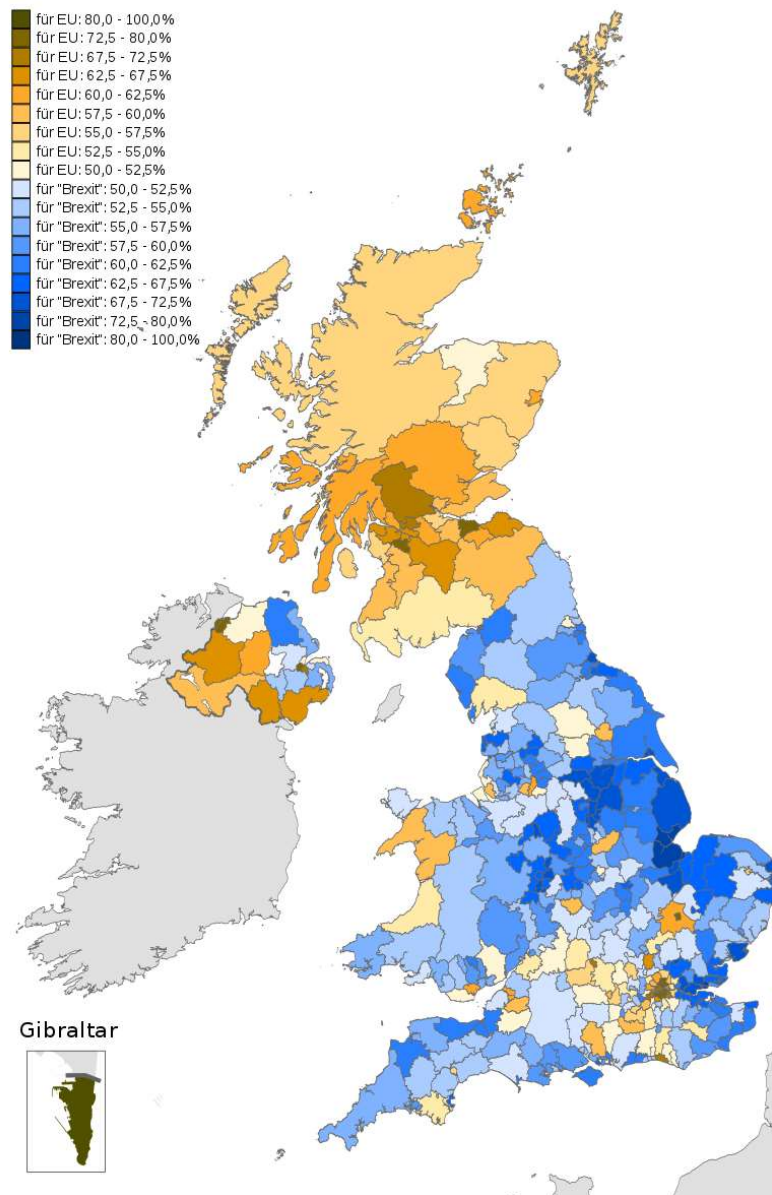 für EU: 80,0 - 100,0%
für EU: 72,5 - 80,0%
für EU: 67,5 - 72,5%
für EU: 62,5 - 67,5%
für EU: 60,0 - 62,5%
für EU: 57,5 - 60,0%
für EU: 55,0 - 57,5%
für EU: 52,5 - 55,0%
für EU: 50,0 - 52,5%
für "Brexit": 50,0 - 52,5%
für "Brexit": 52,5 - 55,0%
für "Brexit": 55,0 - 57,5%
für "Brexit": 57,5 - 60,0%
für "Brexit": 60,0 - 62,5%
für "Brexit": 62,5 - 67,5%
für "Brexit": 67,5 - 72,5%
für "Brexit": 72,5 - 80,0%
für "Brexit": 80,0 - 100,0%
Gibraltar